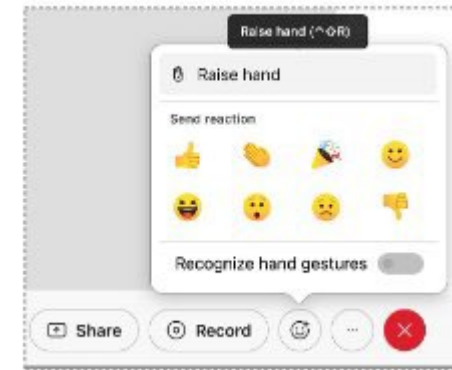 Raise hand (^⇧R)
Raise hand
Send reaction
Recognize hand gestures
Share Record